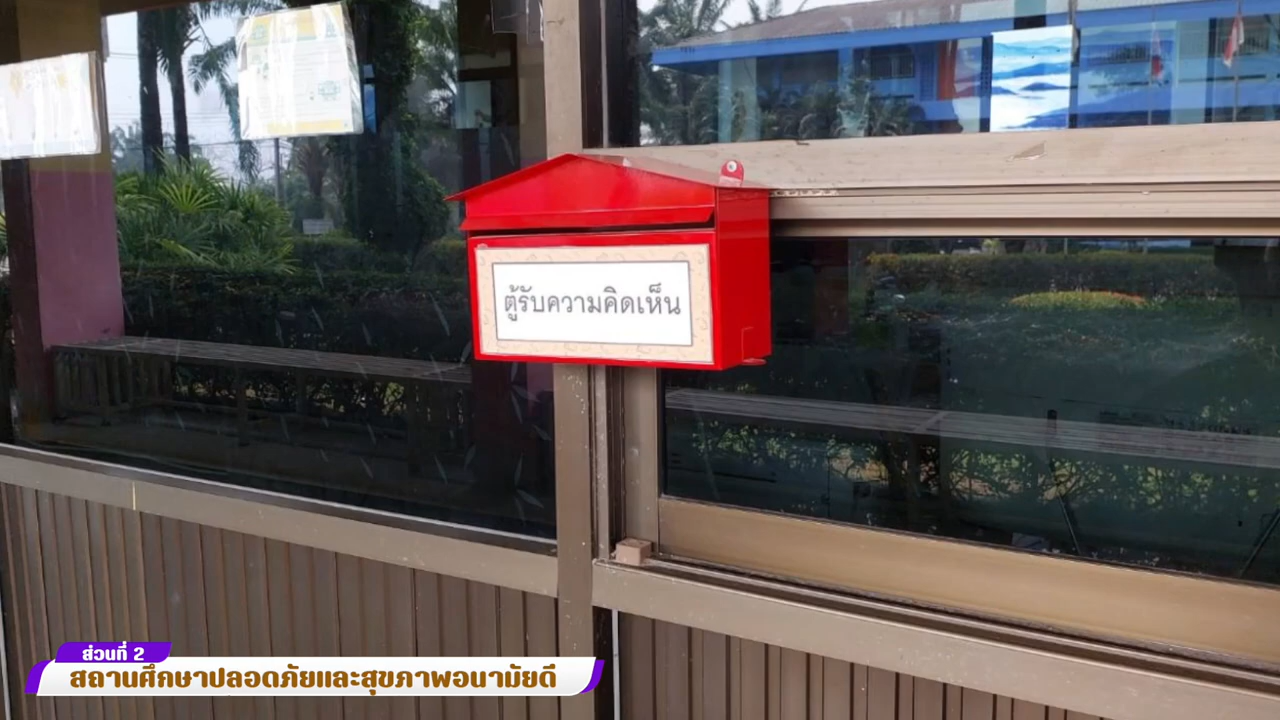 ตู้รับความคิดเห็น
ส่วนที่ 2
สถานศึกษาปลอดภัยและสุขภาพอนามัยดี